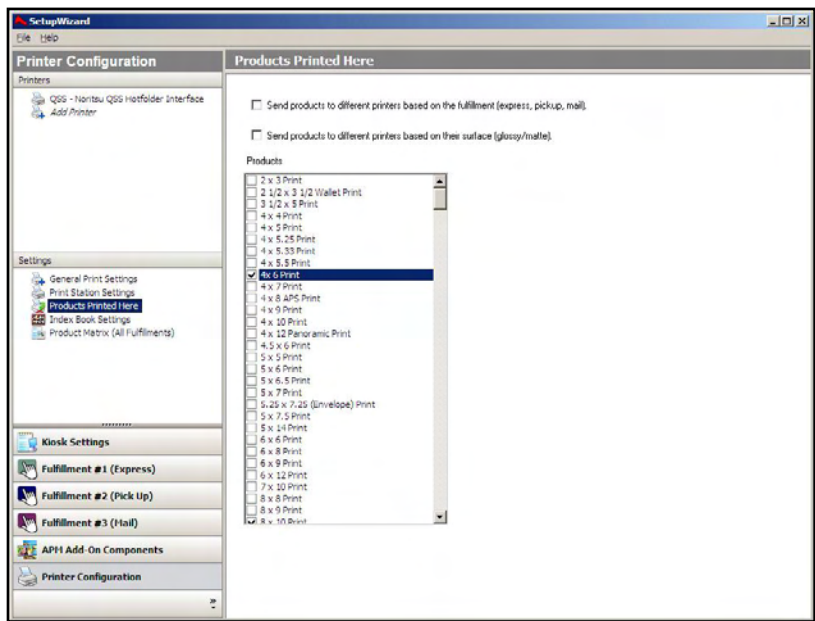 SetupWizard
File Help
Printer Configuration
Printers
QSS - Noritsu QSS Hotfolder Interface
Add Printer
Settings
General Print Settings
Print Station Settings
Products Printed Here
Index Book Settings
Product Matrix (All Fulfillments)
Kiosk Settings
Fulfillment #1 (Express)
Fulfillment #2 (Pick Up)
Fulfillment #3 (Mail)
APM Add-On Components
Printer Configuration
Products Printed Here
Send products to different printers based on the fulfillment (express, pickup, mail).
Send products to different printers based on their surface (glossy/matte).
Products
2 x 3 Print
2 1/2 x 3 1/2 Wallet Print
3 1/2 x 5 Print
4 x 4 Print
4 x 5 Print
4 x 5.25 Print
4 x 5.33 Print
4 x 5.5 Print
4x 6 Print
4 x 7 Print
4 x 8 APS Print
4 x 9 Print
4 x 10 Print
4 x 12 Panoramic Print
4.5 x 6 Print
5 x 5 Print
5 x 6 Print
5 x 6.5 Print
5 x 7 Print
5.25 x 7.25 (Envelope) Print
5 x 7.5 Print
5 x 14 Print
6 x 6 Print
6 x 8 Print
6 x 9 Print
6 x 12 Print
7 x 10 Print
8 x 8 Print
8 x 9 Print
8 x 10 Print